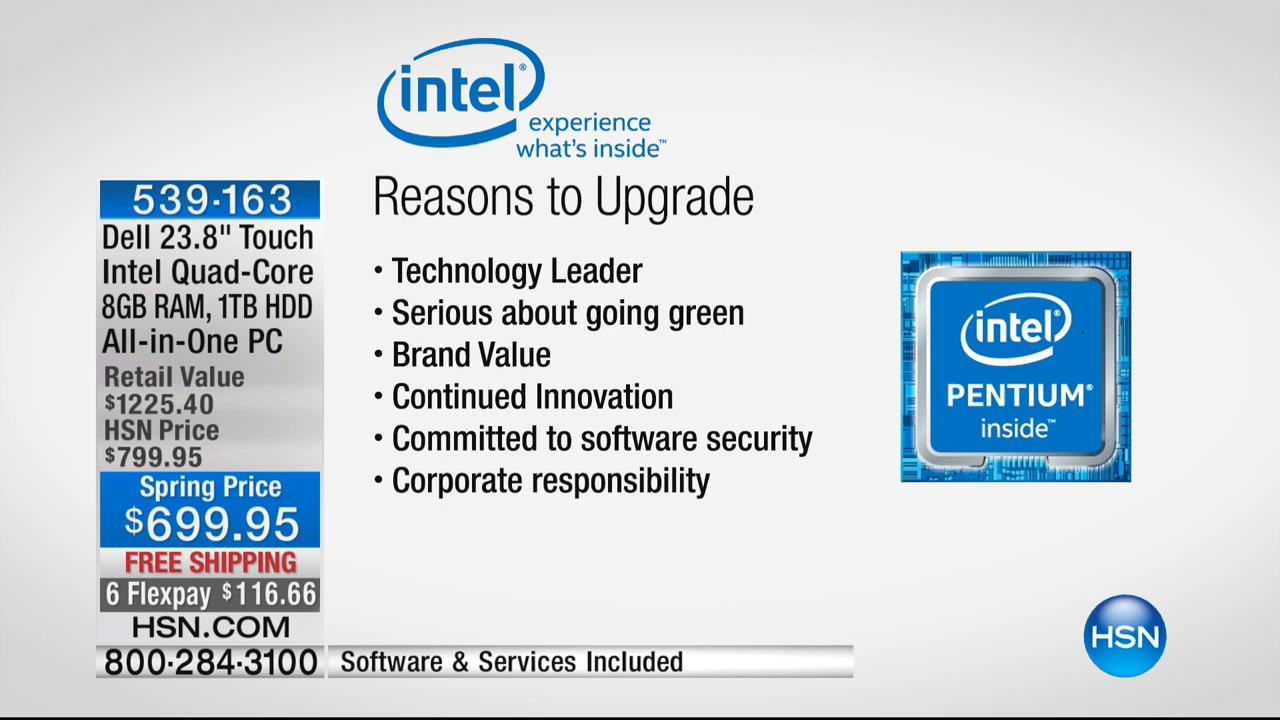 intel®
experience
what's inside™
Reasons to Upgrade
• Technology Leader
• Serious about going green
• Brand Value
• Continued Innovation
• Committed to software security
• Corporate responsibility
539·163
Dell 23.8" Touch
Intel Quad-Core
8GB RAM, 1TB HDD
All-in-One PC
Retail Value
$1225.40
HSN Price
$799.95
Spring Price
$699.95
FREE SHIPPING
6 Flexpay $116.66
HSN.COM
800·284·3100
Software & Services Included
intel®
PENTIUM®
inside™
HSN